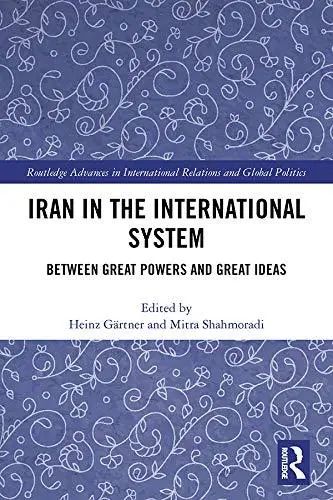 Routledge Advances in International Relations and Global Politics
IRAN IN THE INTERNATIONAL
SYSTEM
BETWEEN GREAT POWERS AND GREAT IDEAS
Edited by
Heinz Gärtner and Mitra Shahmoradi
ROUTLEDGE